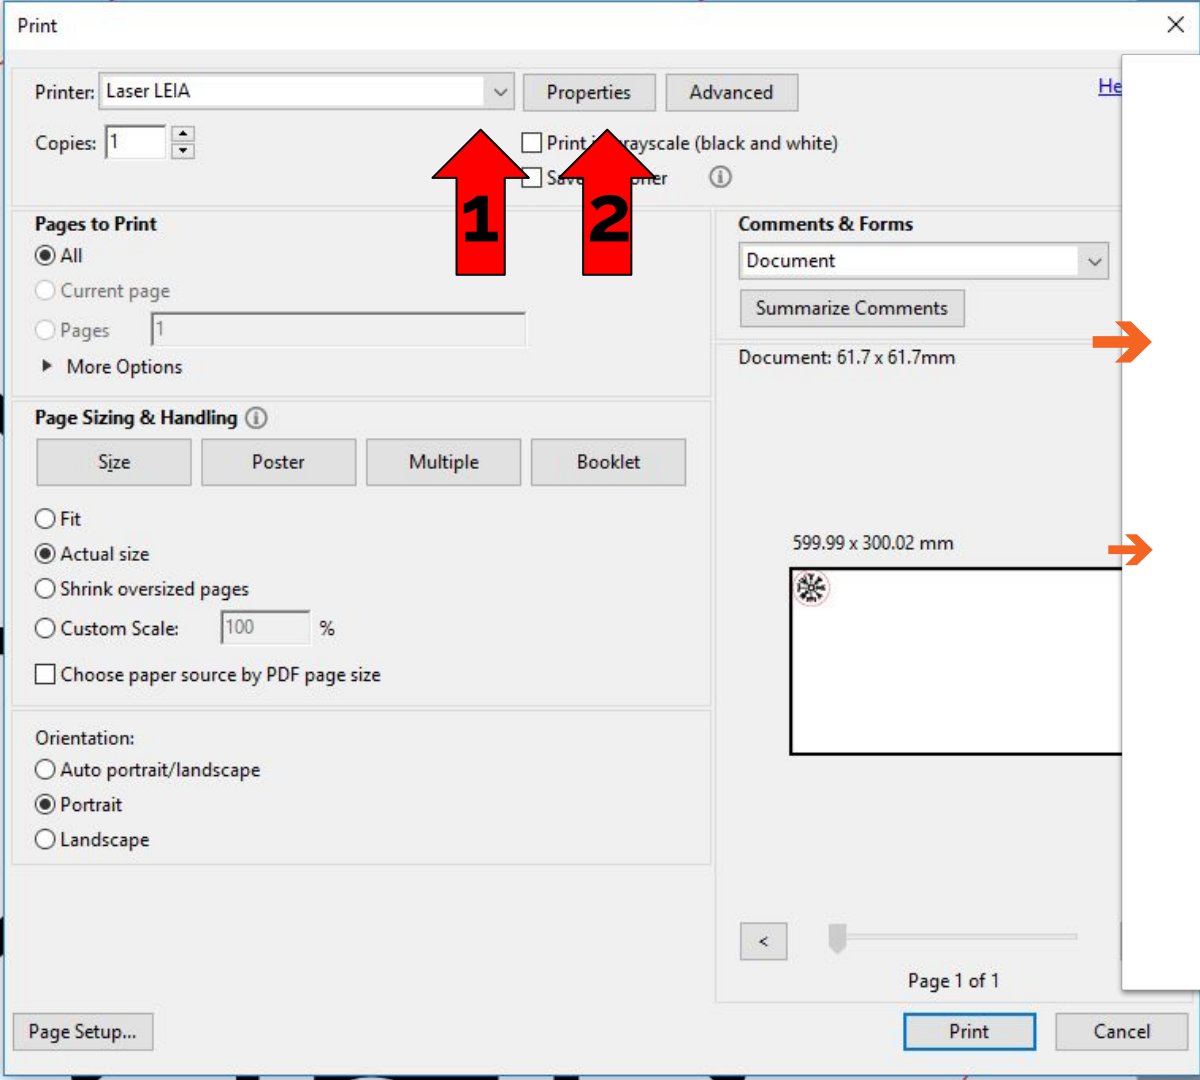 Print
Printer: Laser LEIA
Properties
Advanced
He
Copies: 1
Print grayscale (black and white)
Save
1
2
Pages to Print
All
Current page
Pages 1
More Options
Comments & Forms
Document
Summarize Comments
Document: 61.7 x 61.7mm
Page Sizing & Handling
Size
Poster
Multiple
Booklet
Fit
Actual size
Shrink oversized pages
Custom Scale: 100 %
Choose paper source by PDF page size
599.99 x 300.02 mm
Orientation:
Auto portrait/landscape
Portrait
Landscape
<
Page 1 of 1
Page Setup...
Print
Cancel